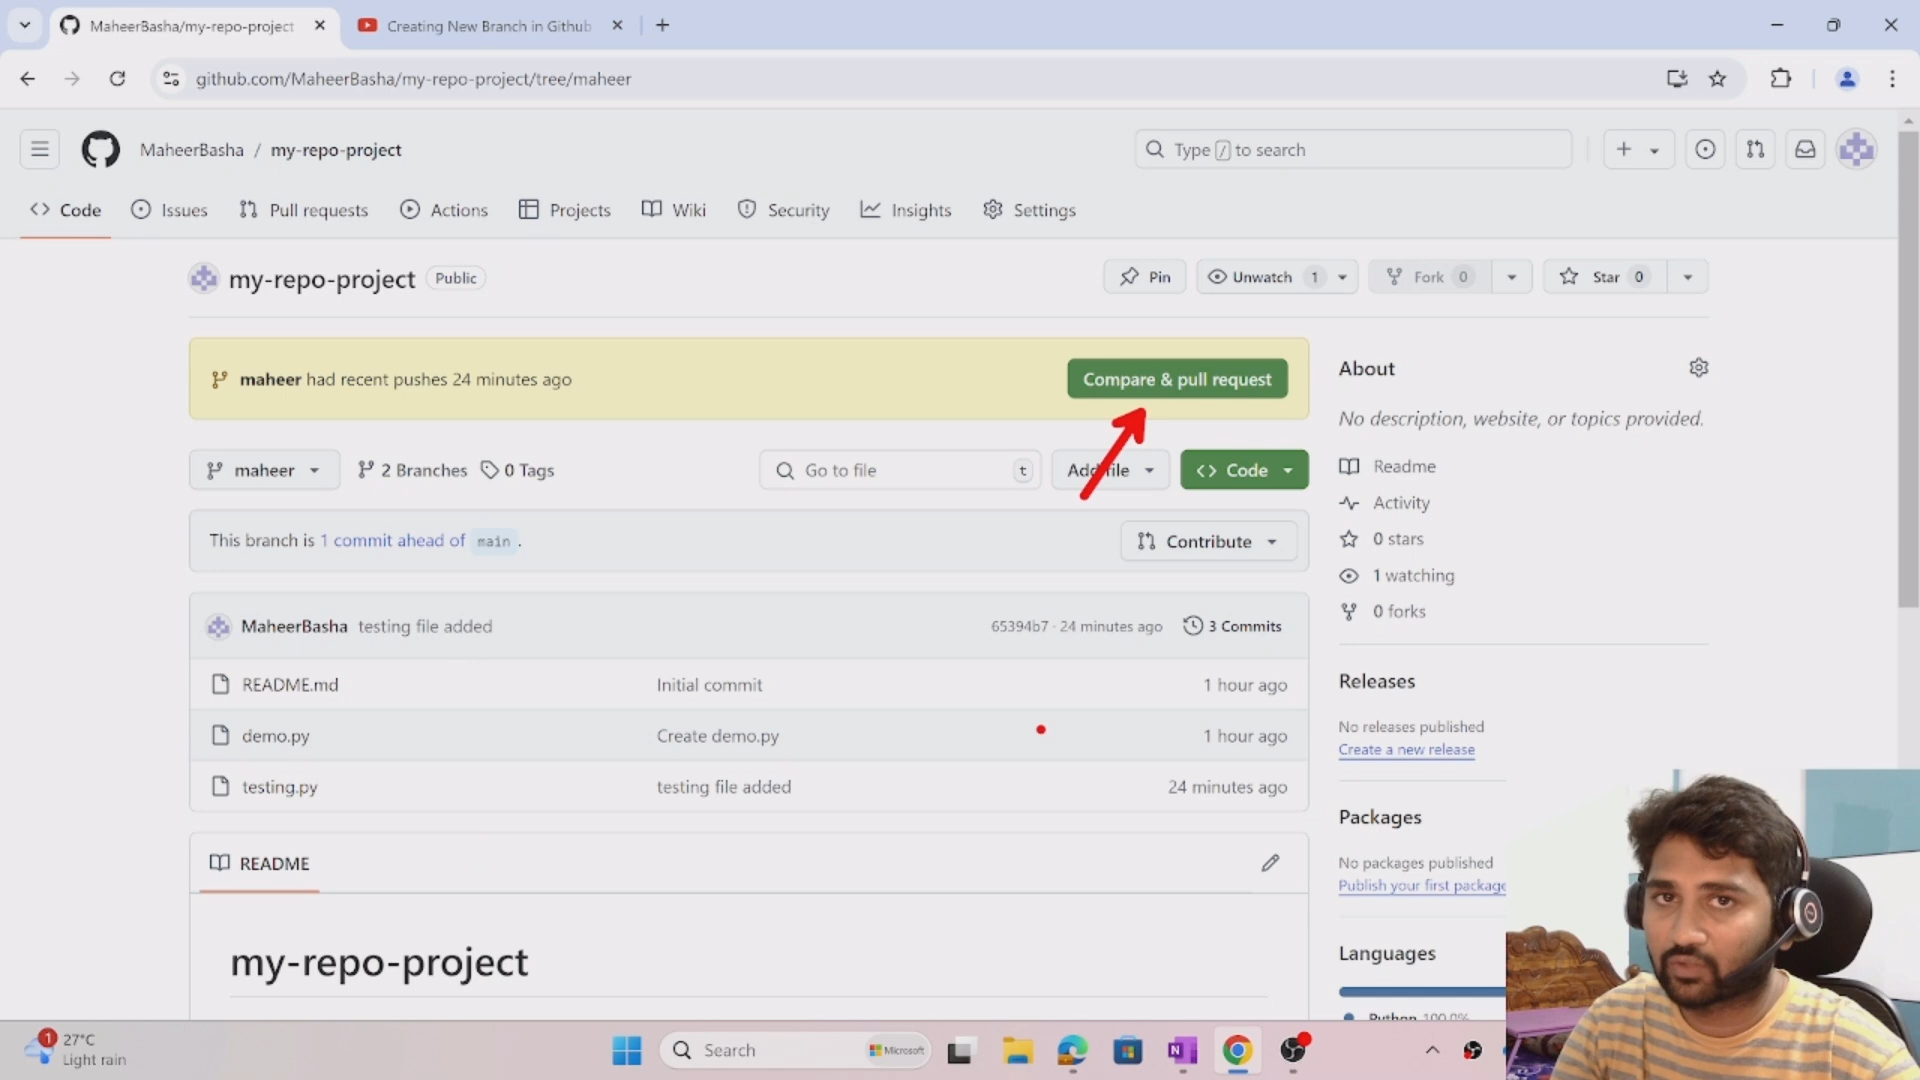 MaheerBasha/my-repo-project
Creating New Branch in Github
github.com/MaheerBasha/my-repo-project/tree/maheer
MaheerBasha / my-repo-project
Type / to search
Code
Issues
Pull requests
Actions
Projects
Wiki
Security
Insights
Settings
my-repo-project Public
Pin
Unwatch 1
Fork 0
Star 0
maheer had recent pushes 24 minutes ago
Compare & pull request
About
No description, website, or topics provided.
maheer
2 Branches
0 Tags
Go to file t
Add file
Code
Readme
Activity
This branch is 1 commit ahead of main .
Contribute
0 stars
1 watching
0 forks
MaheerBasha testing file added
65394b7 · 24 minutes ago
3 Commits
README.md Initial commit 1 hour ago
demo.py Create demo.py 1 hour ago
testing.py testing file added 24 minutes ago
Releases
No releases published
Create a new release
Packages
No packages published
Publish your first package
README
my-repo-project
Languages
Python 100.0%
1
27°C
Light rain
Search
Microsoft
N